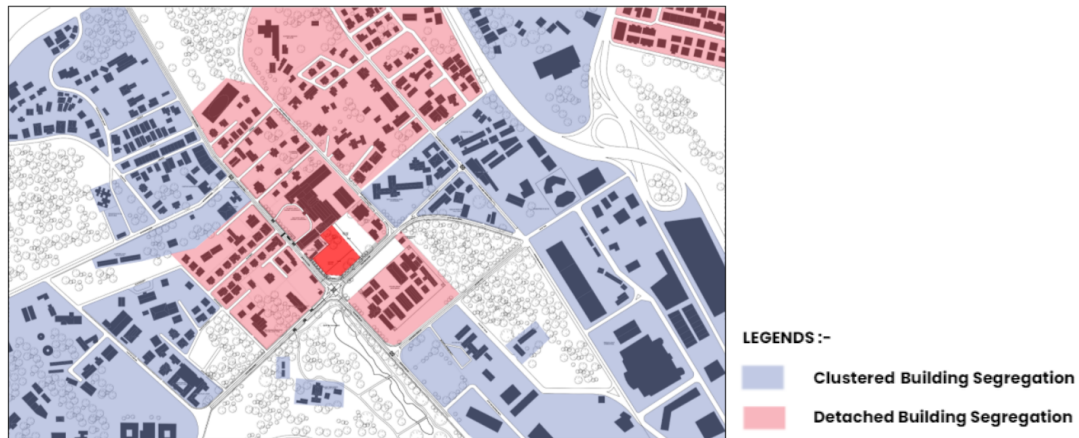 LEGENDS :-
Clustered Building Segregation
Detached Building Segregation